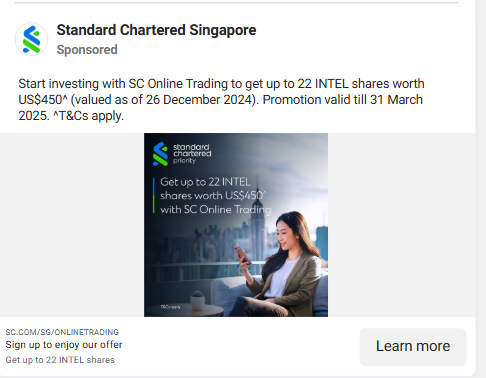 Standard Chartered Singapore
Sponsored
Start investing with SC Online Trading to get up to 22 INTEL shares worth
US$450^ (valued as of 26 December 2024). Promotion valid till 31 March
2025. ^T&Cs apply.
standard
chartered
priority
Get up to 22 INTEL
shares worth US$450^
with SC Online Trading
T&Cs apply
SC.COM/SG/ONLINETRADING
Sign up to enjoy our offer
Get up to 22 INTEL shares
Learn more